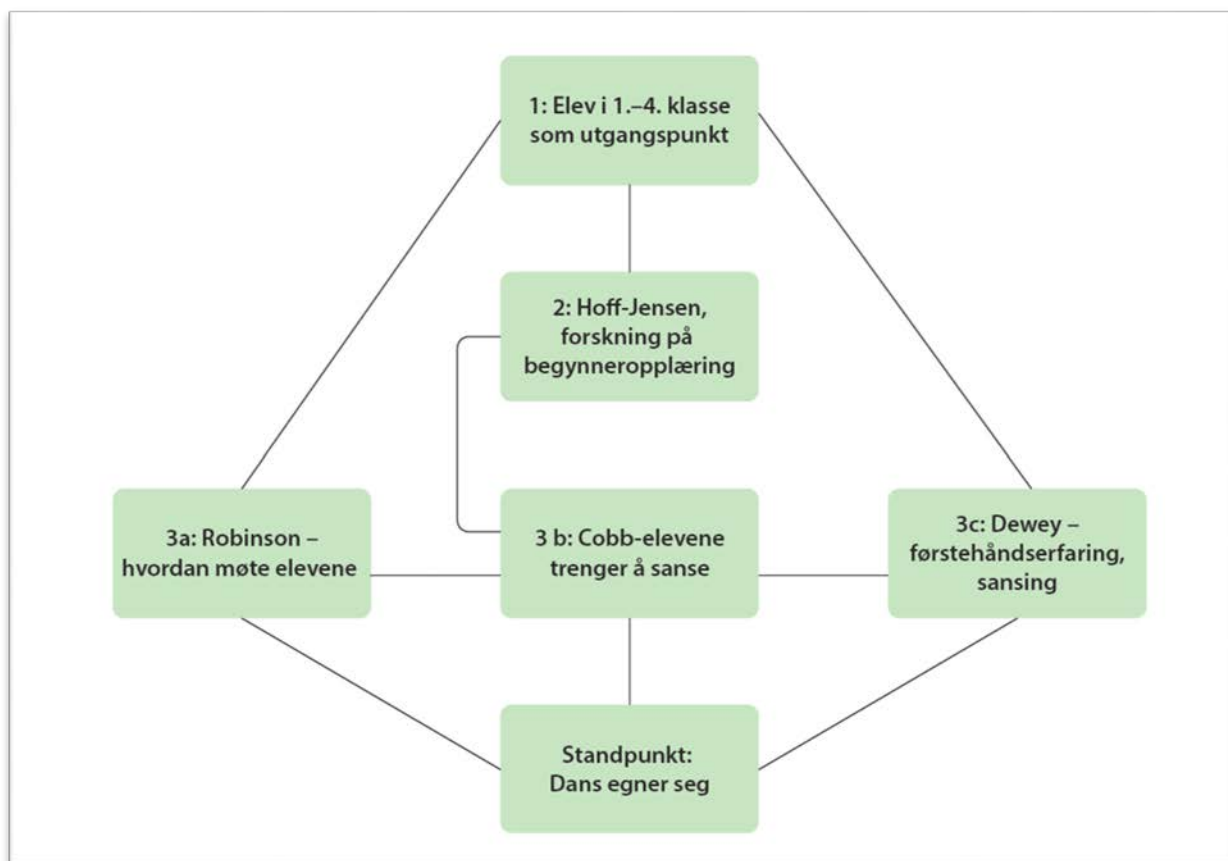 1: Elev i 1.–4. klasse
som utgangspunkt
2: Hoff-Jensen,
forskning på
begynneropplæring
3a: Robinson –
hvordan møte elevene
3 b: Cobb-elevene
trenger å sanse
3c: Dewey –
førstehåndserfaring,
sansing
Standpunkt:
Dans egner seg